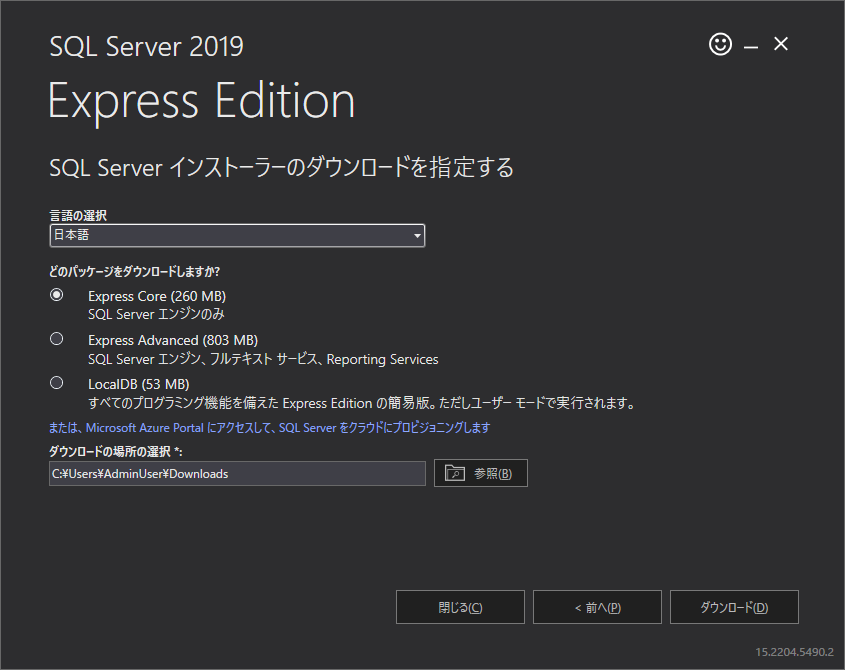 SQL Server 2019
Express Edition
SQL Server インストーラーのダウンロードを指定する
言語の選択
日本語
どのパッケージをダウンロードしますか?
Express Core (260 MB)
SQL Server エンジンのみ
Express Advanced (803 MB)
SQL Server エンジン、フルテキスト サービス、Reporting Services
LocalDB (53 MB)
すべてのプログラミング機能を備えた Express Edition の簡易版。ただしユーザー モードで実行されます。
または、Microsoft Azure Portal にアクセスして、SQL Server をクラウドにプロビジョニングします
ダウンロードの場所の選択 *:
C:¥Users¥AdminUser¥Downloads
参照(B)
閉じる(C)
< 前へ(P)
ダウンロード(D)
15.2204.5490.2